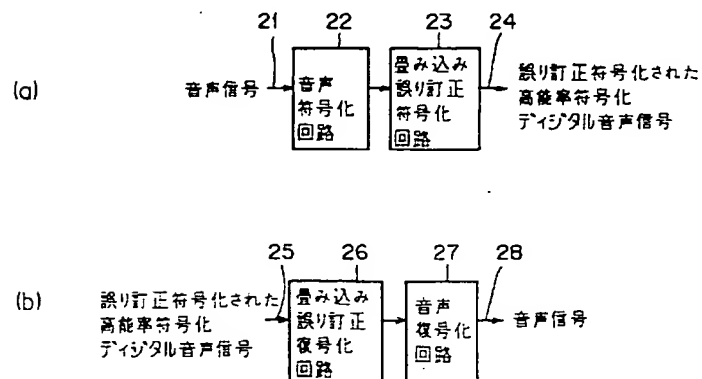 21 22 23 24
(a)
音声信号
音声
符号化
回路
畳み込み
誤り訂正
符号化
回路
誤り訂正符号化された
高能率符号化
ディジタル音声信号
25 26 27 28
(b)
誤り訂正符号化された
高能率符号化
ディジタル音声信号
畳み込み
誤り訂正
復号化
回路
音声
復号化
回路
音声信号